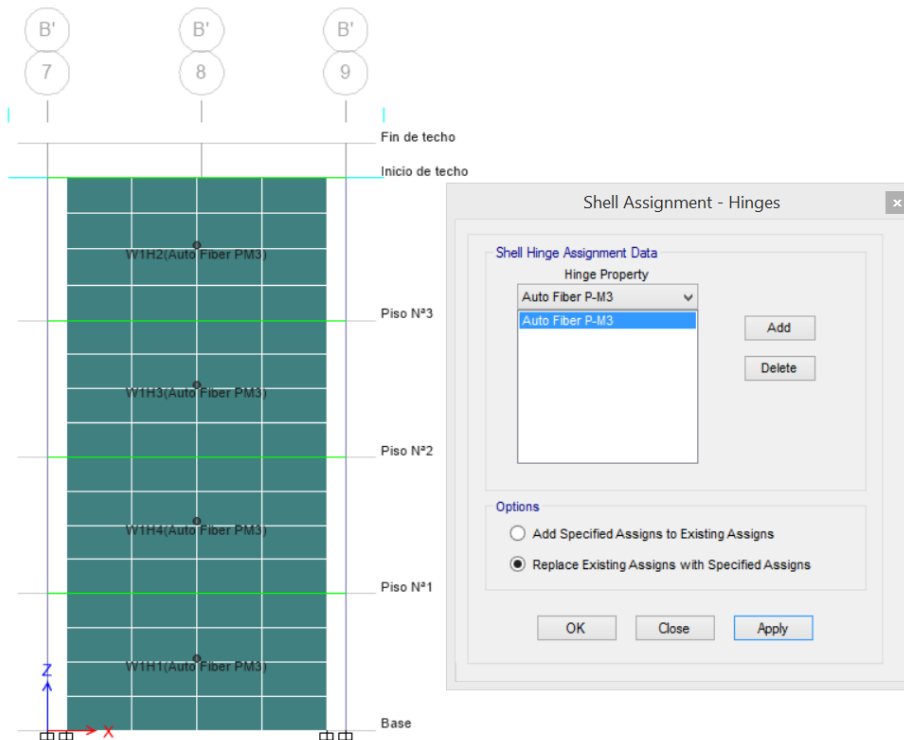 B' B' B'
7 8 9
Fin de techo
Inicio de techo
W1H2(Auto Fiber PM3)
Piso Nª3
W1H3(Auto Fiber PM3)
Piso Nª2
W1H4(Auto Fiber PM3)
Piso Nª1
W1H1(Auto Fiber PM3)
Z
X
Base
Shell Assignment - Hinges
x
Shell Hinge Assignment Data
Hinge Property
Auto Fiber P-M3
Auto Fiber P-M3
Add
Delete
Options
Add Specified Assigns to Existing Assigns
Replace Existing Assigns with Specified Assigns
OK Close Apply